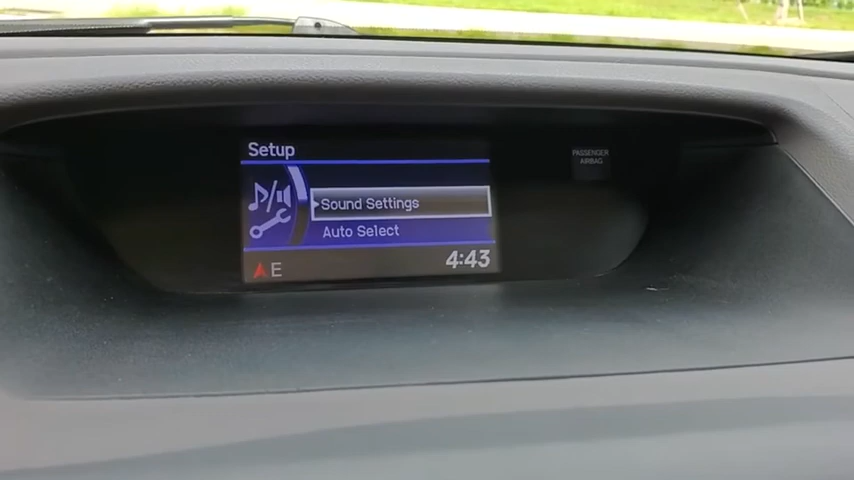 Setup
PASSENGER
AIRBAG
Sound Settings
Auto Select
E
4:43